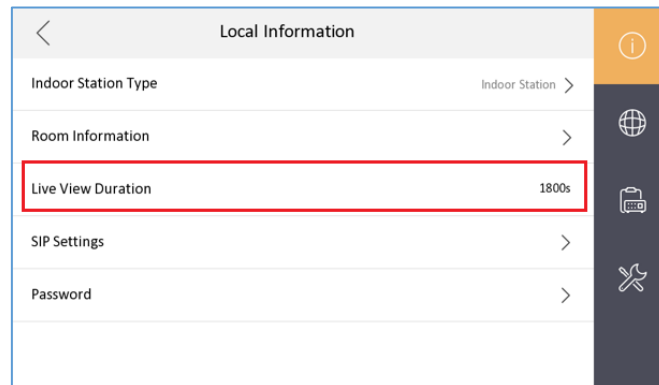 Local Information
Indoor Station Type Indoor Station
Room Information
Live View Duration 1800s
SIP Settings
Password